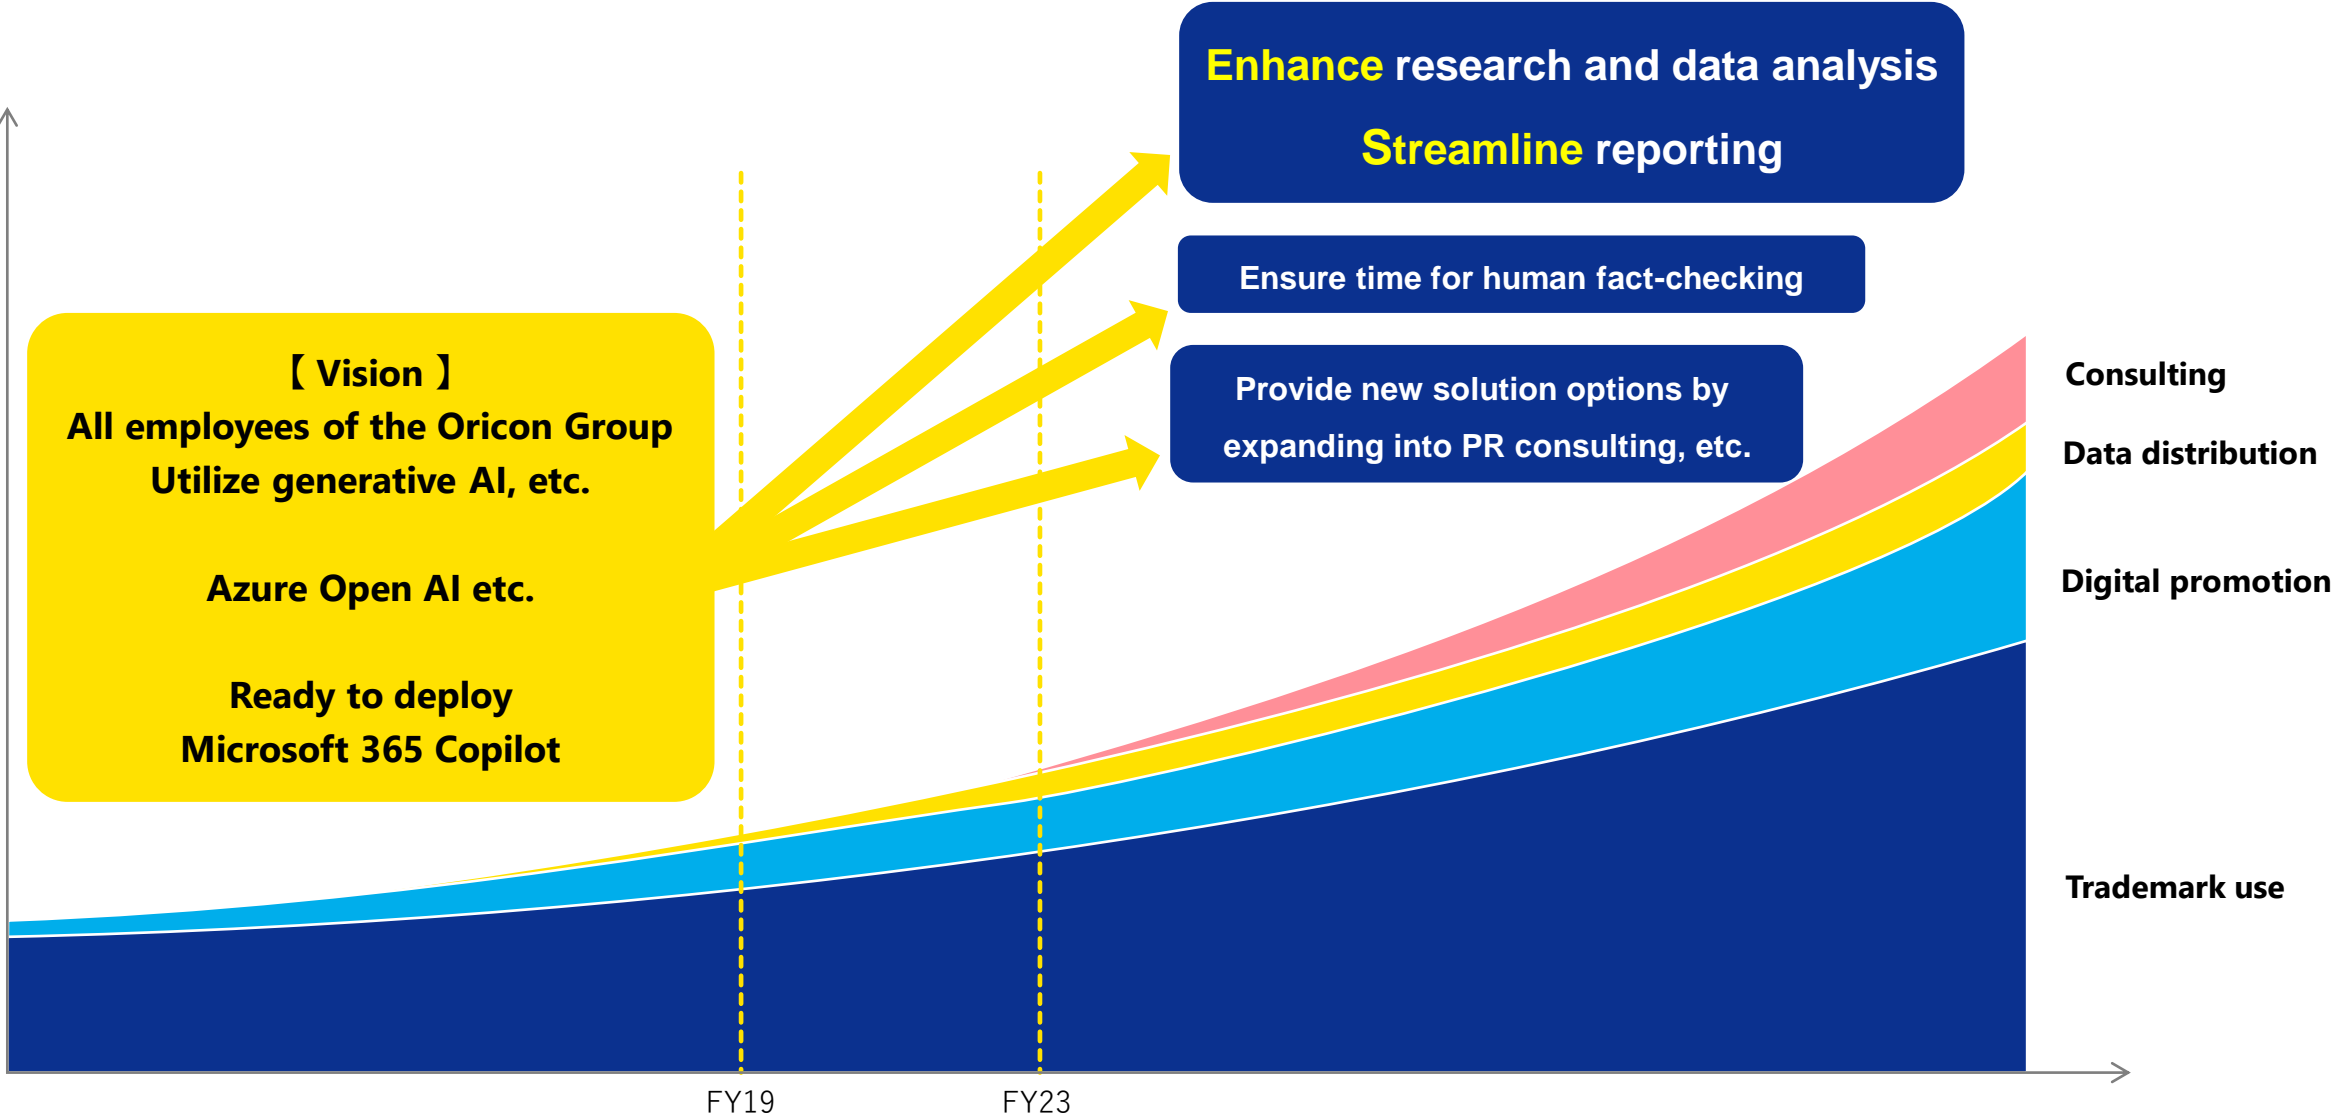 Enhance research and data analysis
Streamline reporting
Ensure time for human fact-checking
Provide new solution options by
expanding into PR consulting, etc.
【 Vision 】
All employees of the Oricon Group
Utilize generative AI, etc.
Azure Open AI etc.
Ready to deploy
Microsoft 365 Copilot
Consulting
Data distribution
Digital promotion
Trademark use
FY19
FY23